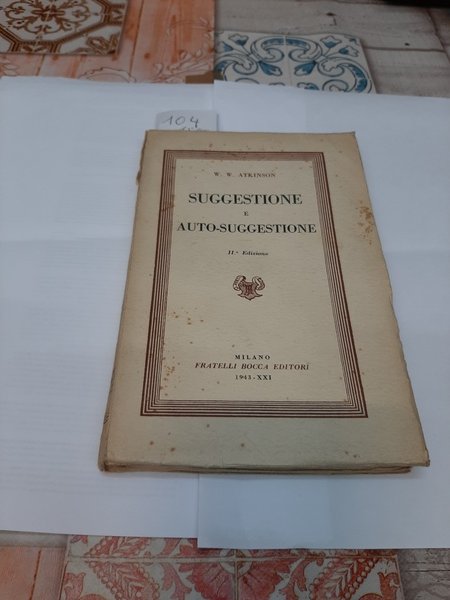 104
W. W. ATKINSON
SUGGESTIONE
E
AUTO-SUGGESTIONE
II.ª Edizione
MILANO
FRATELLI BOCCA EDITORI
1943-XXI